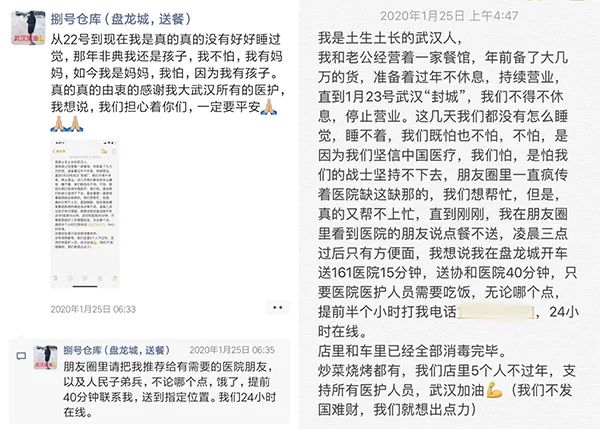 捌号仓库（盘龙城，送餐）
从22号到现在我是真的真的没有好好睡过
觉，那年非典我还是孩子，我不怕，我有妈
妈，如今我是妈妈，我怕，因为我有孩子。
真的真的由衷的感谢我大武汉所有的医护，
我想说，我们担心着你们，一定要平安🙏🏻
🙏🏻🙏🏻🙏🏻
2020年1月25日 06:33
捌号仓库（盘龙城，送餐）
2020年1月25日 06:35
朋友圈里请把我推荐给有需要的医院朋友，
以及人民子弟兵，不论哪个点，饿了，提前
40分钟联系我，送到指定位置。我们24小时
在线。
2020年1月25日 上午4:47
我是土生土长的武汉人，
我和老公经营着一家餐馆，年前备了大几
万的货，准备着过年不休息，持续营业，
直到1月23号武汉“封城”，我们不得不休
息，停止营业。这几天我们都没有怎么睡
觉，睡不着，我们既怕也不怕，不怕，是
因为我们坚信中国医疗，我们怕，是怕我
们的战士坚持不下去，朋友圈里一直疯传
着医院缺这缺那的，我们想帮忙，但是，
真的又帮不上忙，直到刚刚，我在朋友圈
里看到医院的朋友说点餐不送，凌晨三点
过后只有方便面，我想说我在盘龙城开车
送161医院15分钟，送协和医院40分钟，只
要医院医护人员需要吃饭，无论哪个点，
提前半个小时打我电话
，24小
时在线。
店里和车里已经全部消毒完毕。
炒菜烧烤都有，我们店里5个人不过年，支
持所有医护人员，武汉加油💪（我们不发
国难财，我们就想出点力）